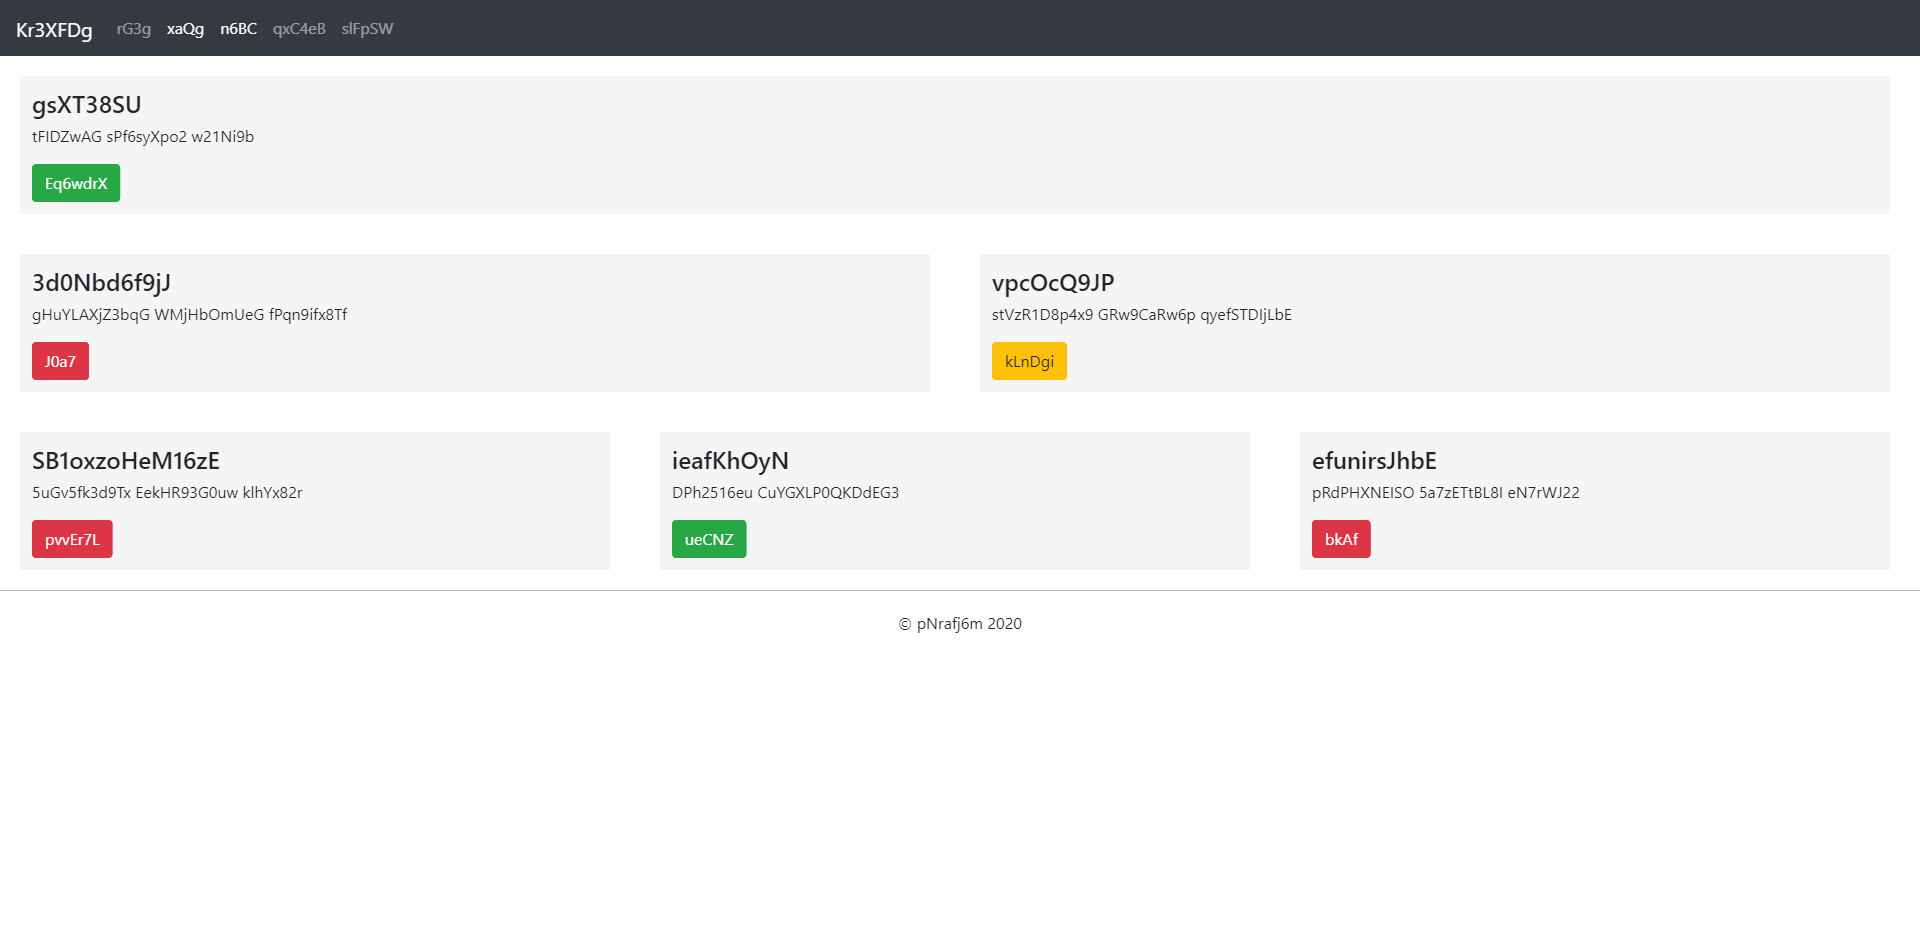 Kr3XFDg rG3g xaQg n6BC qxC4eB slFpSW
gsXT38SU
tFIDZwAG sPf6syXpo2 w21Ni9b
Eq6wdrX
3d0Nbd6f9jJ
gHuYLAXjZ3bqG WMjHbOmUeG fPqn9ifx8Tf
J0a7
vpcOcQ9JP
stVzR1D8p4x9 GRw9CaRw6p qyefSTDIjLbE
kLnDgi
SB1oxzoHeM16zE
5uGv5fk3d9Tx EekHR93G0uw klhYx82r
pvvEr7L
ieafKhOyN
DPh2516eu CuYGXLP0QKDdEG3
ueCNZ
efunirsJhbE
pRdPHXNEISO 5a7zETtBL8I eN7rWJ22
bkAf
© pNrafj6m 2020